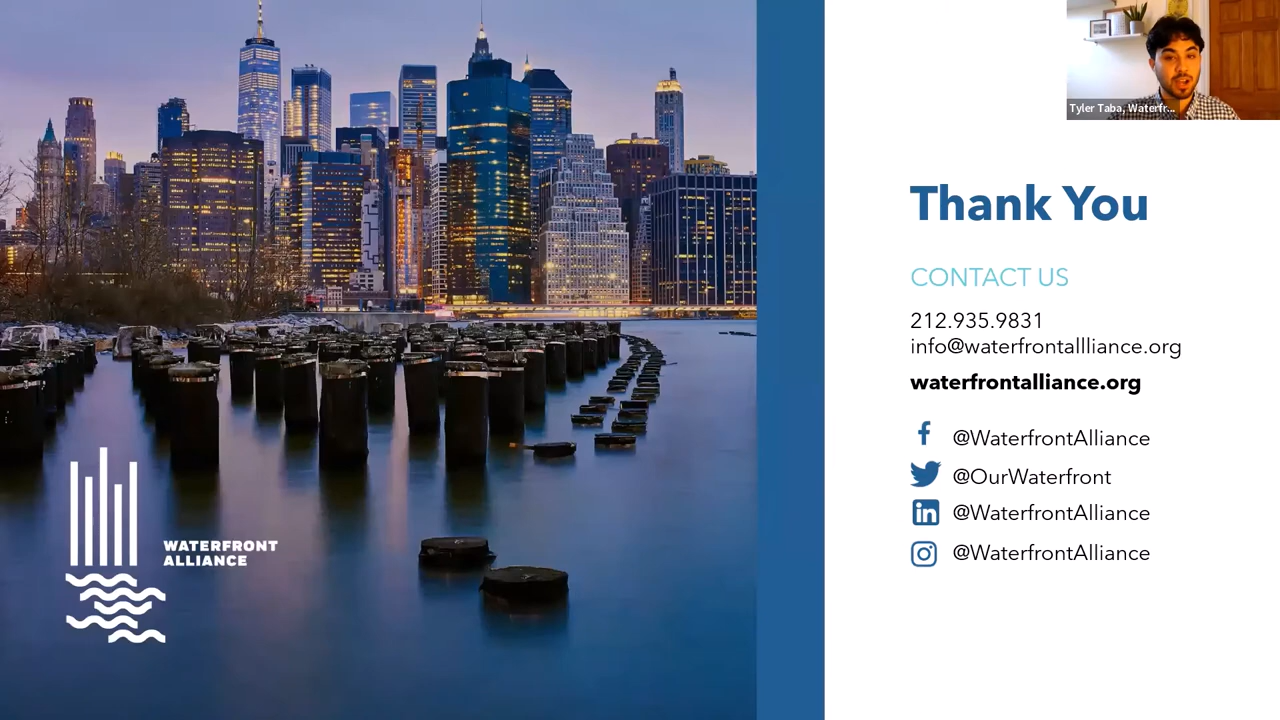 Tyler Taba, Waterfr...
Thank You
CONTACT US
212.935.9831
info@waterfrontallliance.org
waterfrontalliance.org
@WaterfrontAlliance
@OurWaterfront
@WaterfrontAlliance
@WaterfrontAlliance
WATERFRONT
ALLIANCE